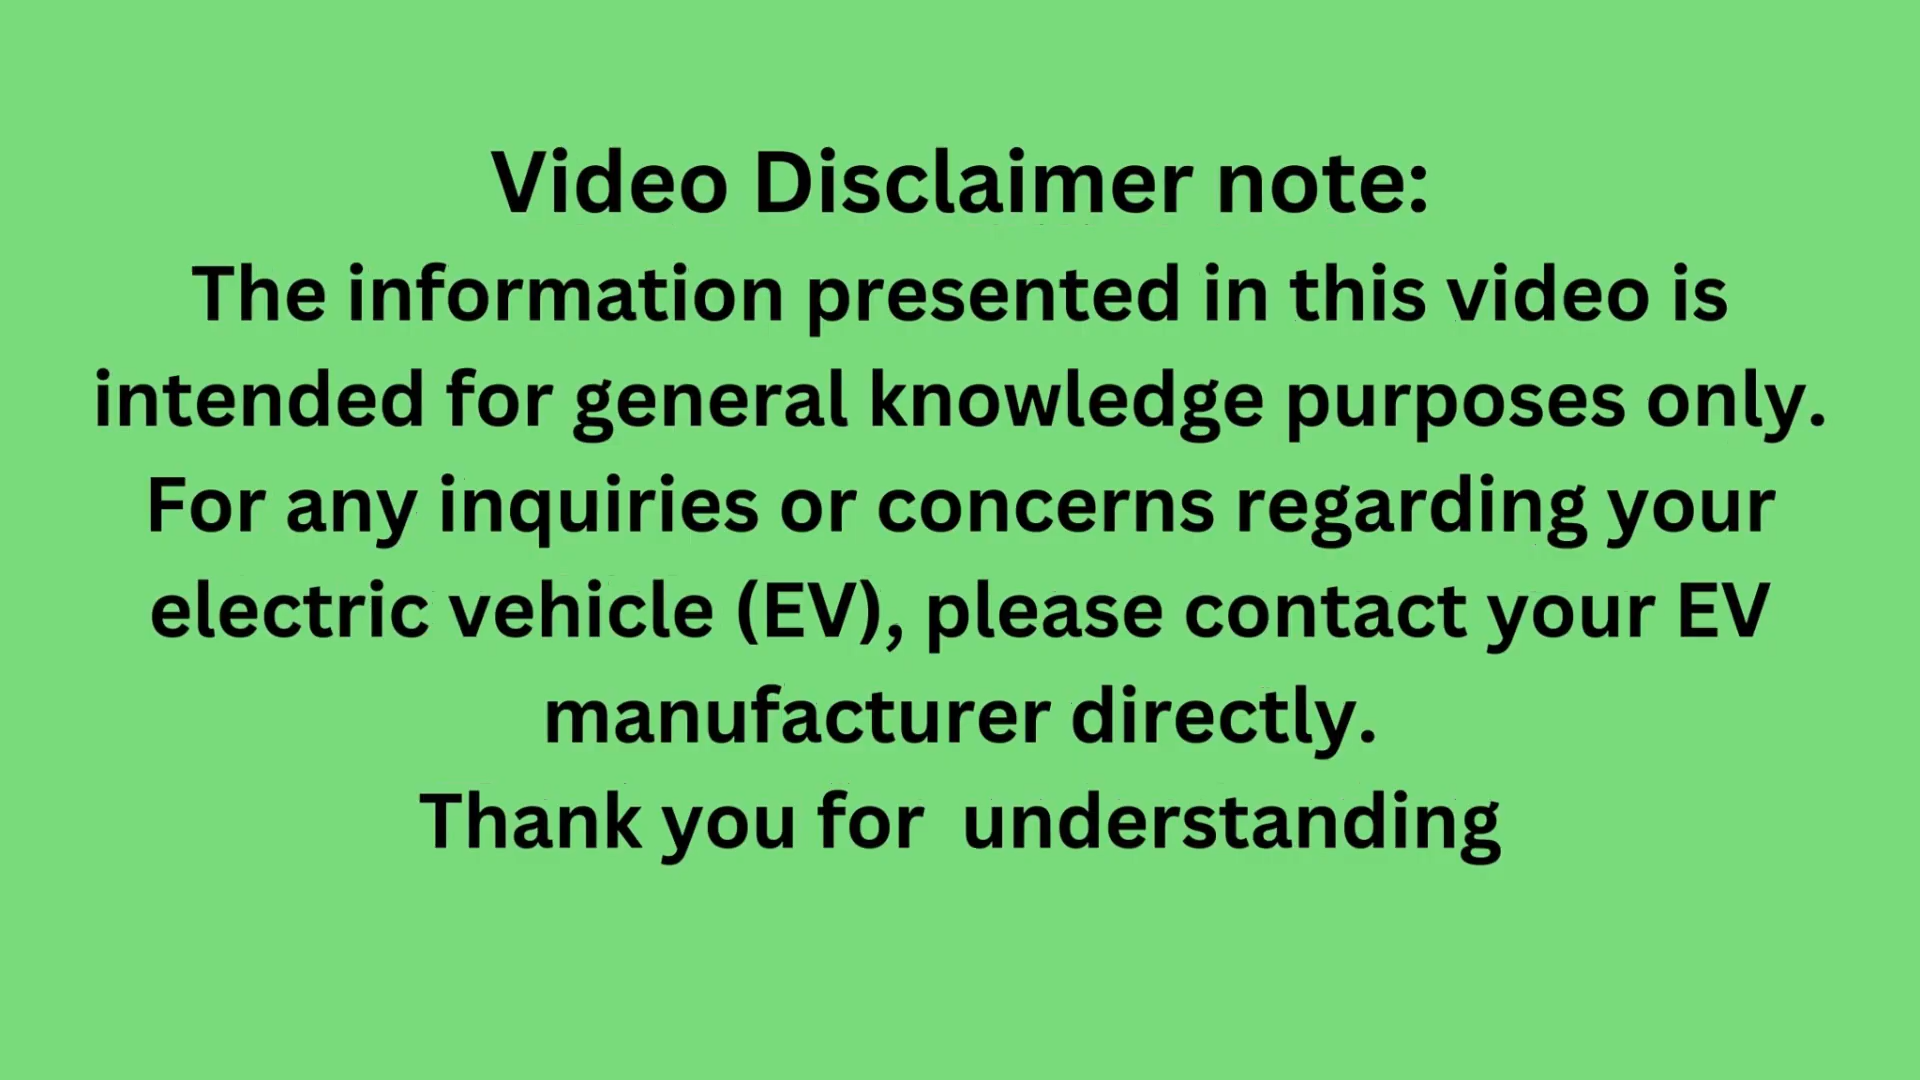 Video Disclaimer note:
The information presented in this video is
intended for general knowledge purposes only.
For any inquiries or concerns regarding your
electric vehicle (EV), please contact your EV
manufacturer directly.
Thank you for  understanding